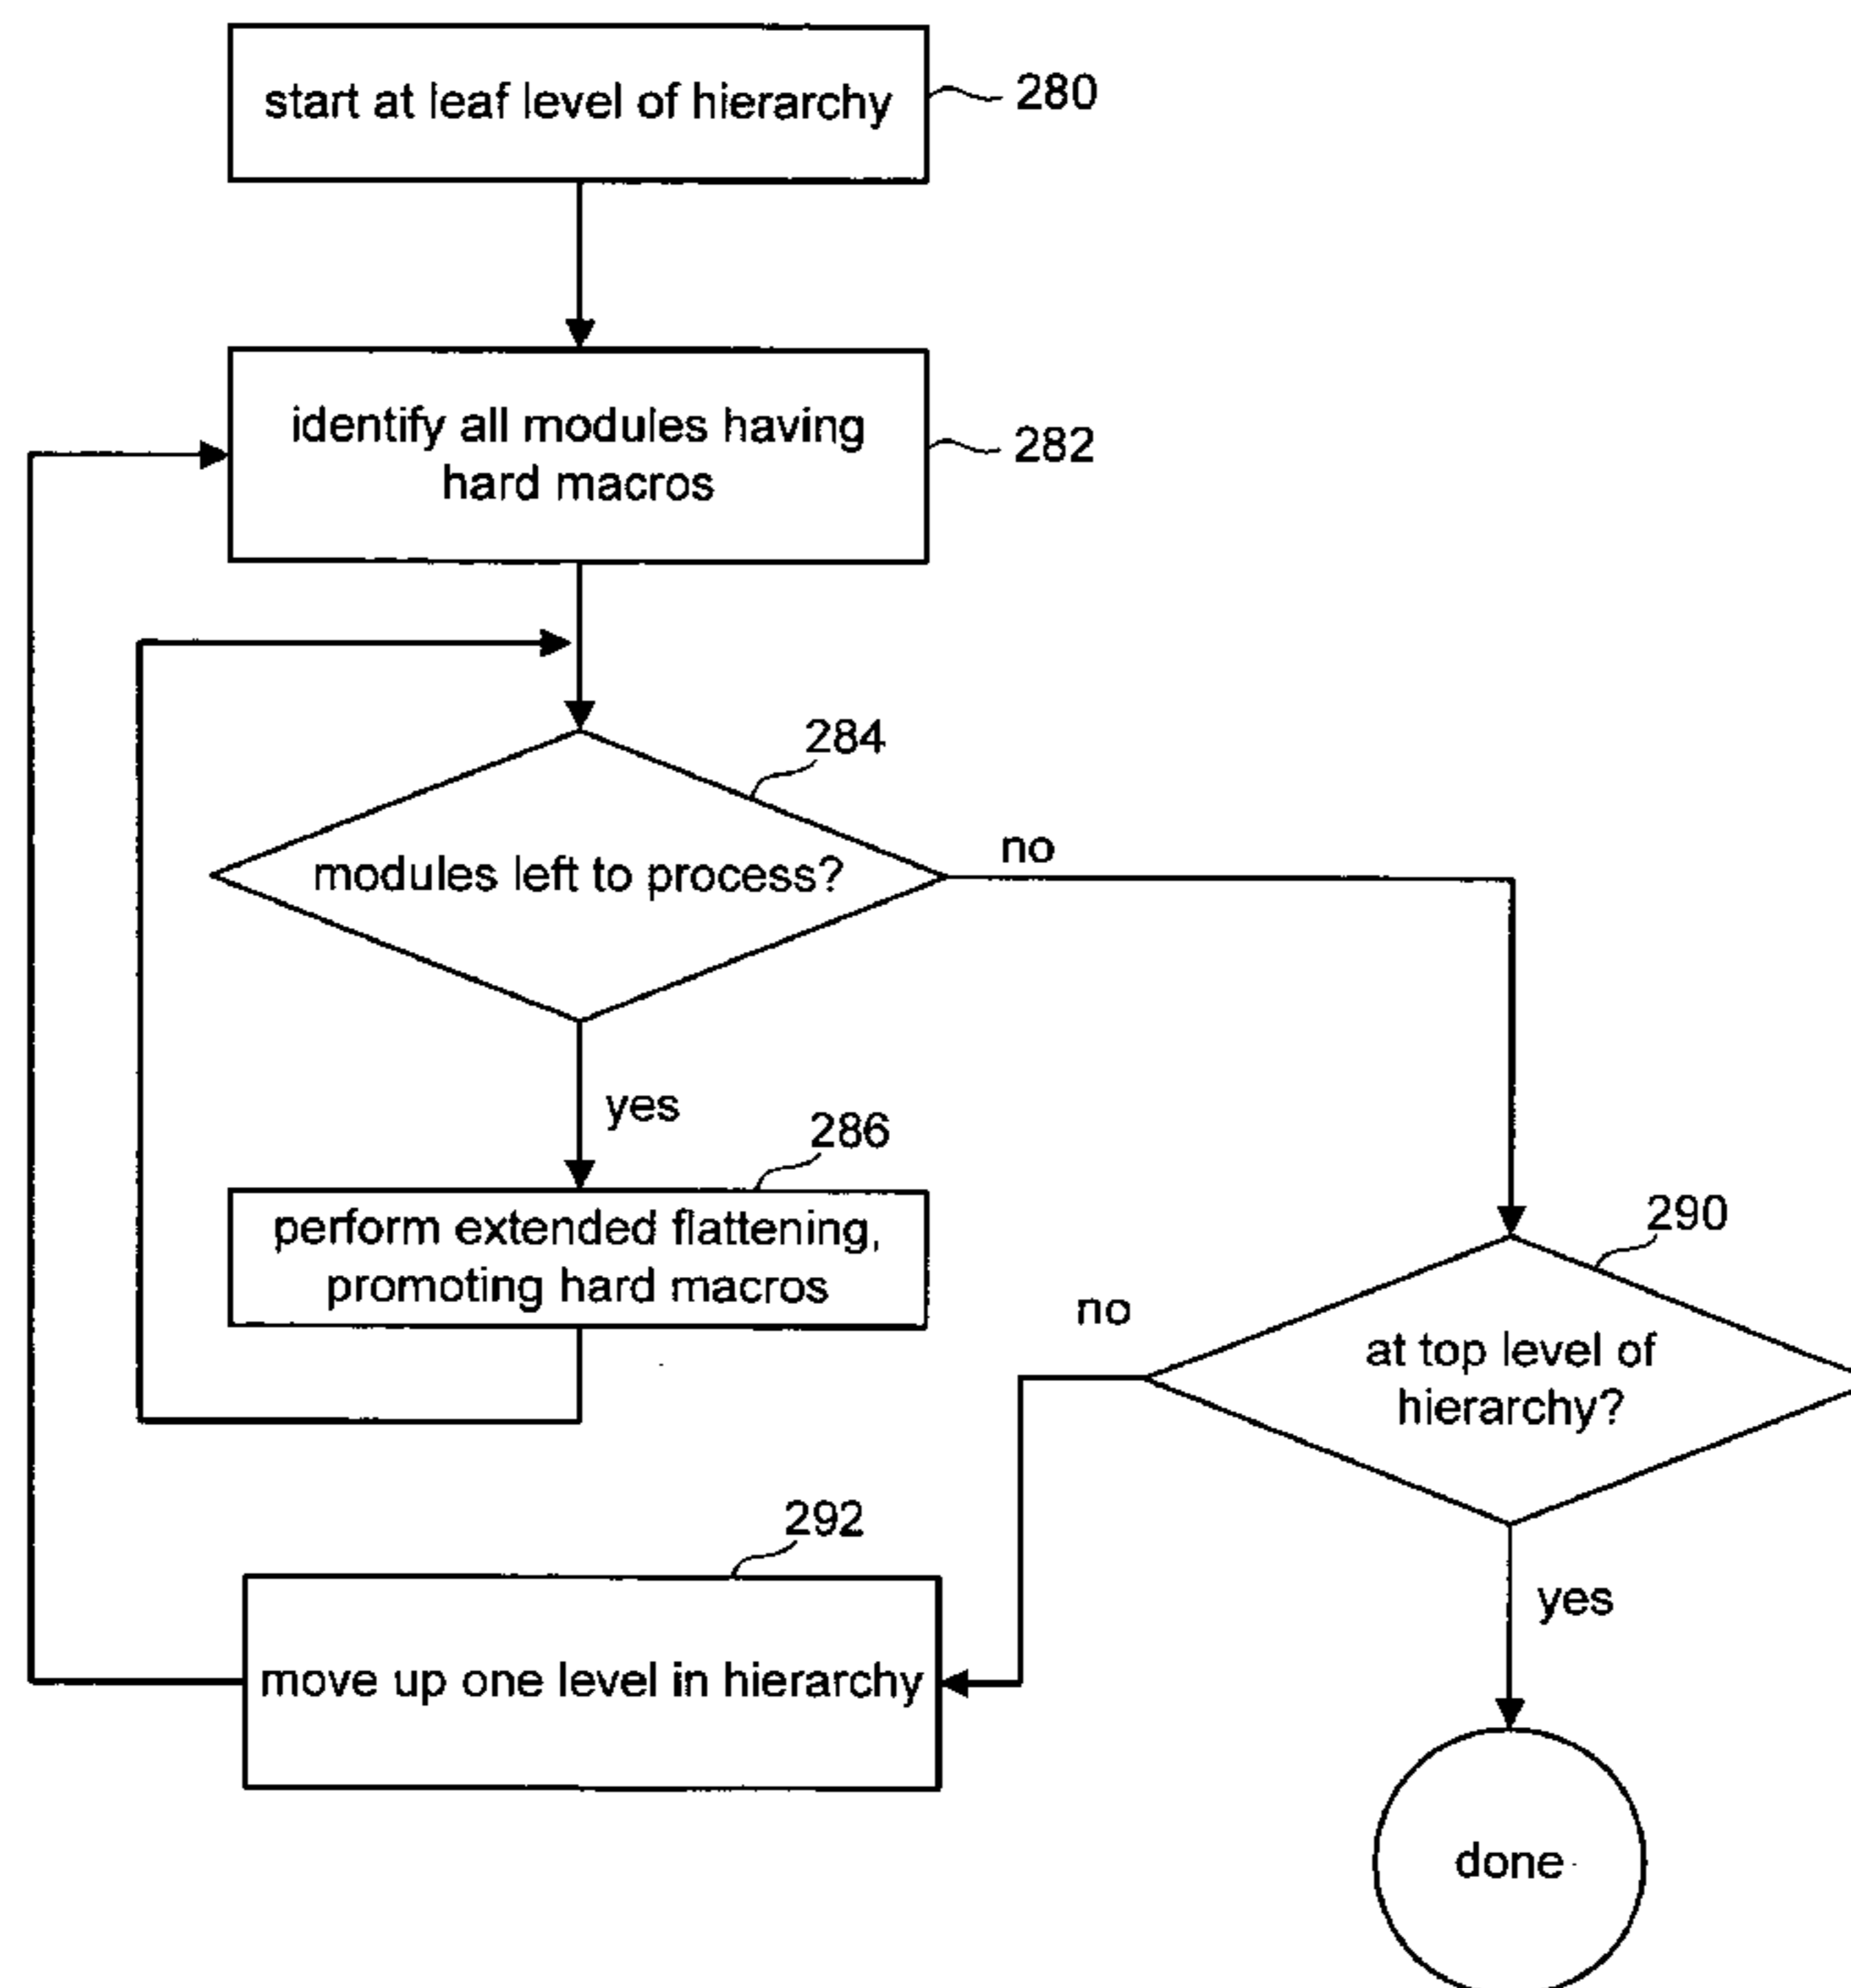 start at leaf level of hierarchy
280
identify all modules having
hard macros
282
284
modules left to process?
no
yes
286
perform extended flattening,
promoting hard macros
290
no
at top level of
hierarchy?
292
move up one level in hierarchy
yes
done